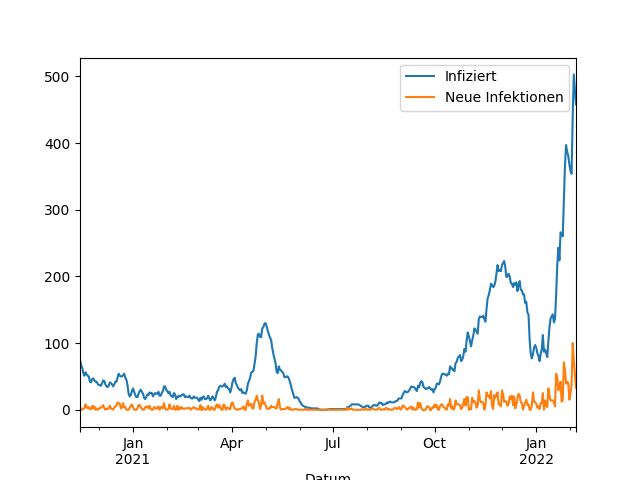 Infiziert
Neue Infektionen
500
400
300
200
100
0
Jan
2021
Apr
Jul
Oct
Jan
2022
Datum